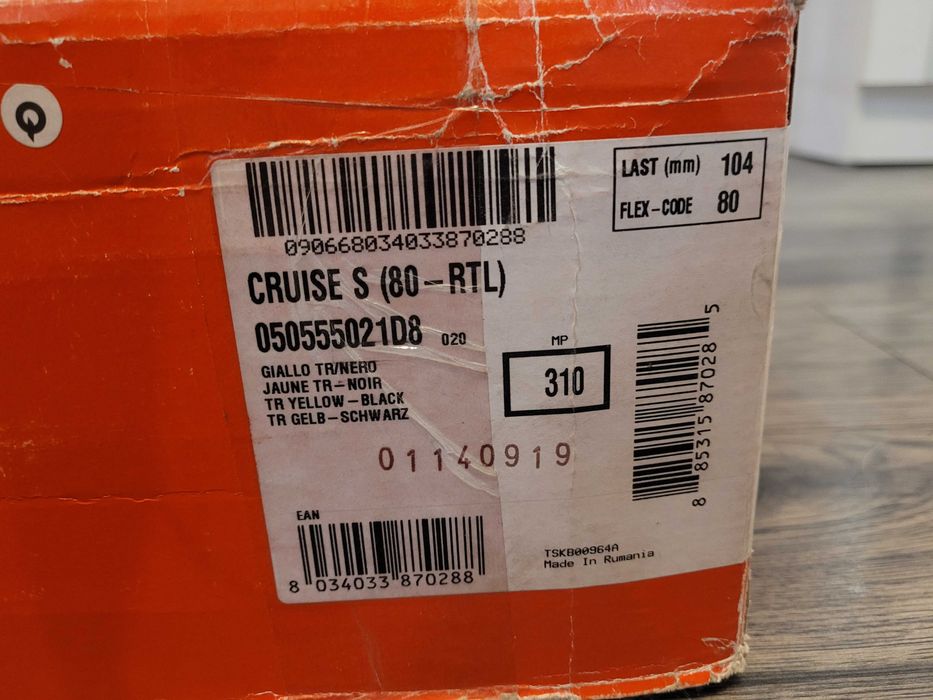 LAST (mm) 104
FLEX-CODE 80
090668034033870288
CRUISE S (80-RTL)
050555021D8 020
GIALLO TR/NERO
JAUNE TR-NOIR
TR YELLOW-BLACK
TR GELB-SCHWARZ
MP
310
01140919
8 85315 87028 5
EAN
8 034033 870288
TSKB00964A
Made In Rumania